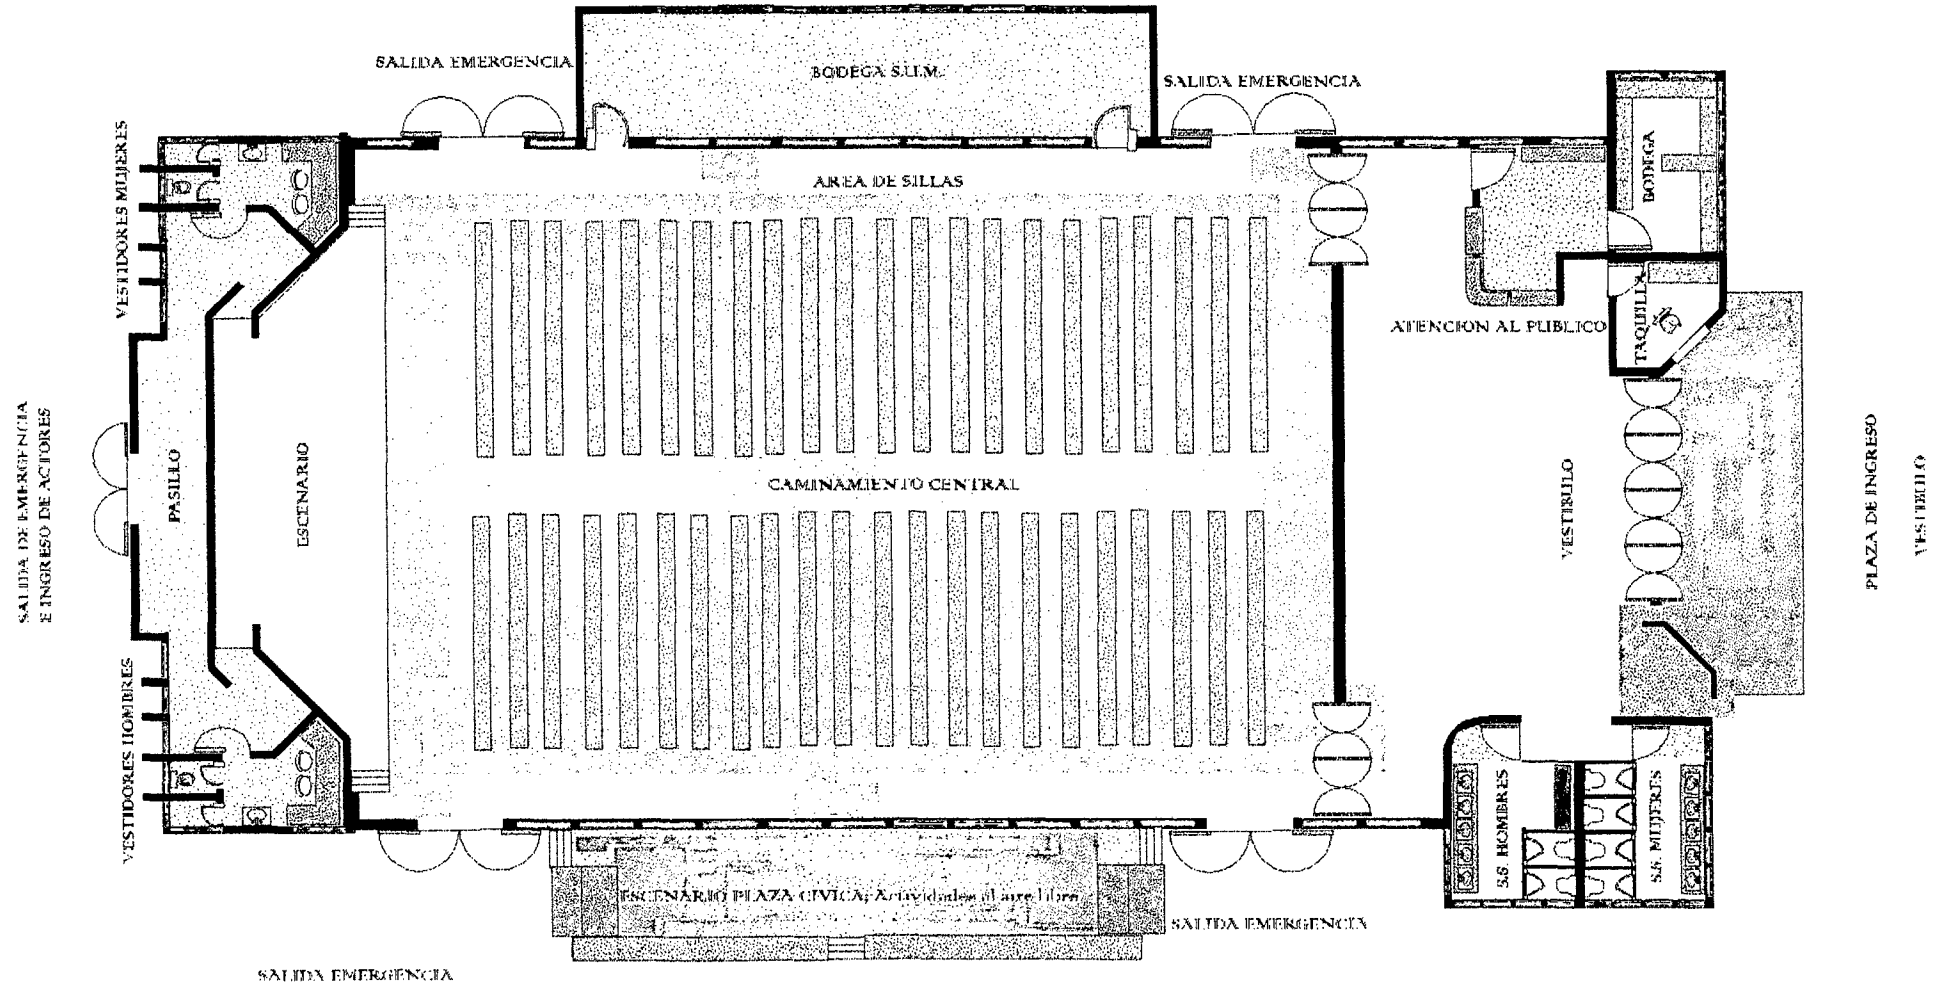 SALIDA EMERGENCIA
BODEGA S.U.M.
SALIDA EMERGENCIA
VESTIDORES MUJERES
AREA DE SILLAS
BODEGA
ATENCION AL PUBLICO
TAQUILLA
SALIDA DE EMERGENCIA
E INGRESO DE ACTORES
PASILLO
ESCENARIO
CAMINAMIENTO CENTRAL
VESTIBULO
PLAZA DE INGRESO
VESTIBULO
VESTIDORES HOMBRES
S.S. HOMBRES
S.S. MUJERES
ESCENARIO PLAZA CIVICA; Actividades al aire libre
SALIDA EMERGENCIA
SALIDA EMERGENCIA